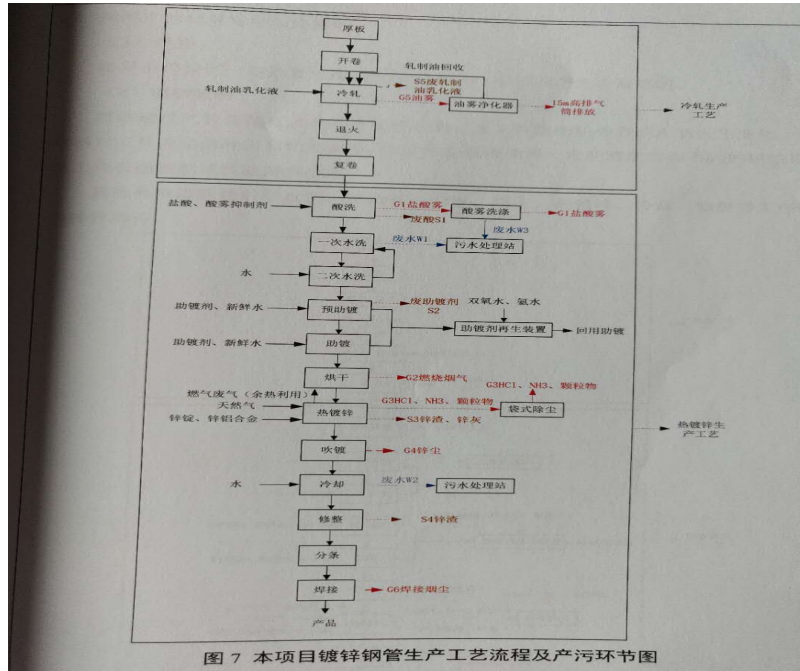 厚板
开卷
轧制油回收
S5废轧制
油乳化液
轧制油乳化液
冷轧
G5油雾
油雾净化器
15m高排气
筒排放
冷轧生产
工艺
退火
复卷
盐酸、酸雾抑制剂
酸洗
G1盐酸雾
废酸S1
酸雾洗涤
G1盐酸雾
废水W3
一次水洗
废水W1
污水处理站
水
二次水洗
助镀剂、新鲜水
预助镀
废助镀剂
S2
双氧水、氨水
助镀剂再生装置
回用助镀
助镀剂、新鲜水
助镀
烘干
G2燃烧烟气
燃气废气（余热利用）
天然气
锌锭、锌铝合金
热镀锌
G3HCl、NH3、颗粒物
G3HCl、NH3、颗粒物
袋式除尘
S3锌渣、锌灰
热镀锌生
产工艺
吹镀
G4锌尘
水
冷却
废水W2
污水处理站
修整
S4锌渣
分条
焊接
G6焊接烟尘
产品
图 7 本项目镀锌钢管生产工艺流程及产污环节图